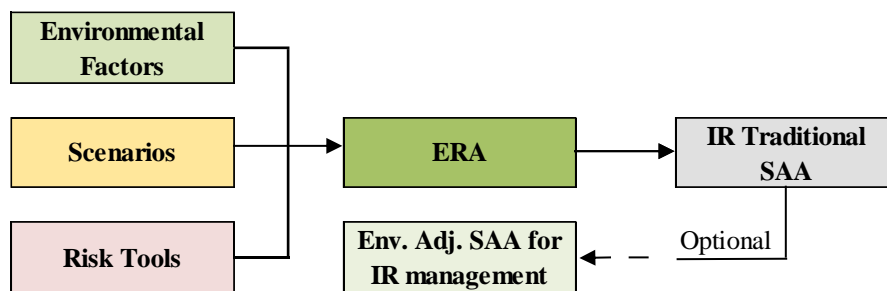 Environmental
Factors
Scenarios
ERA
IR Traditional
SAA
Risk Tools
Env. Adj. SAA for
IR management
Optional